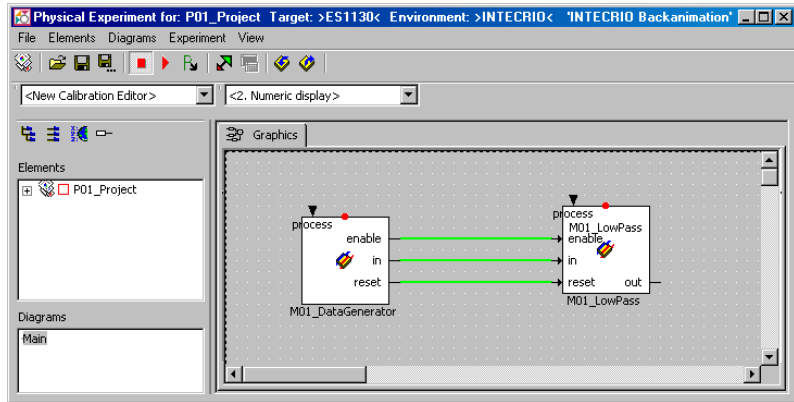 Physical Experiment for: P01_Project Target: >ES1130< Environment: >INTECRIO< 'INTECRIO Backanimation'
File Elements Diagrams Experiment View
<New Calibration Editor> <2. Numeric display>
Graphics
Elements
P01_Project
process
enable
in
reset
M01_DataGenerator
process
M01_LowPass
enable
in
reset out
M01_LowPass
Diagrams
Main